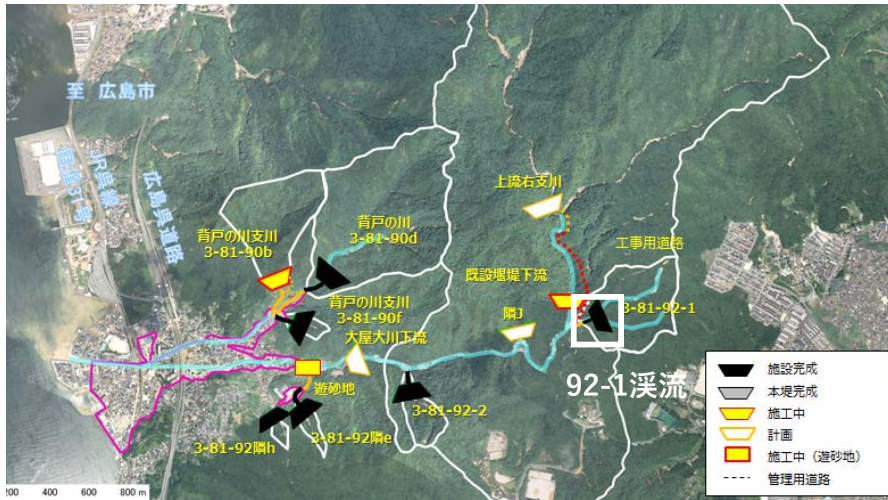 至 広島市
JR呉線
国道31号
広島呉道路
上流右支川
背戸の川
3-81-90d
背戸の川支川
3-81-90b
工事用道路
既設堰堤下流
3-81-92-1
背戸の川支川
3-81-90f
隣J
大屋大川下流
92-1渓流
遊砂地
3-81-92-2
3-81-92隣e
3-81-92隣h
施設完成
本堤完成
施工中
計画
施工中（遊砂地）
管理用道路
200 400 600 800 m